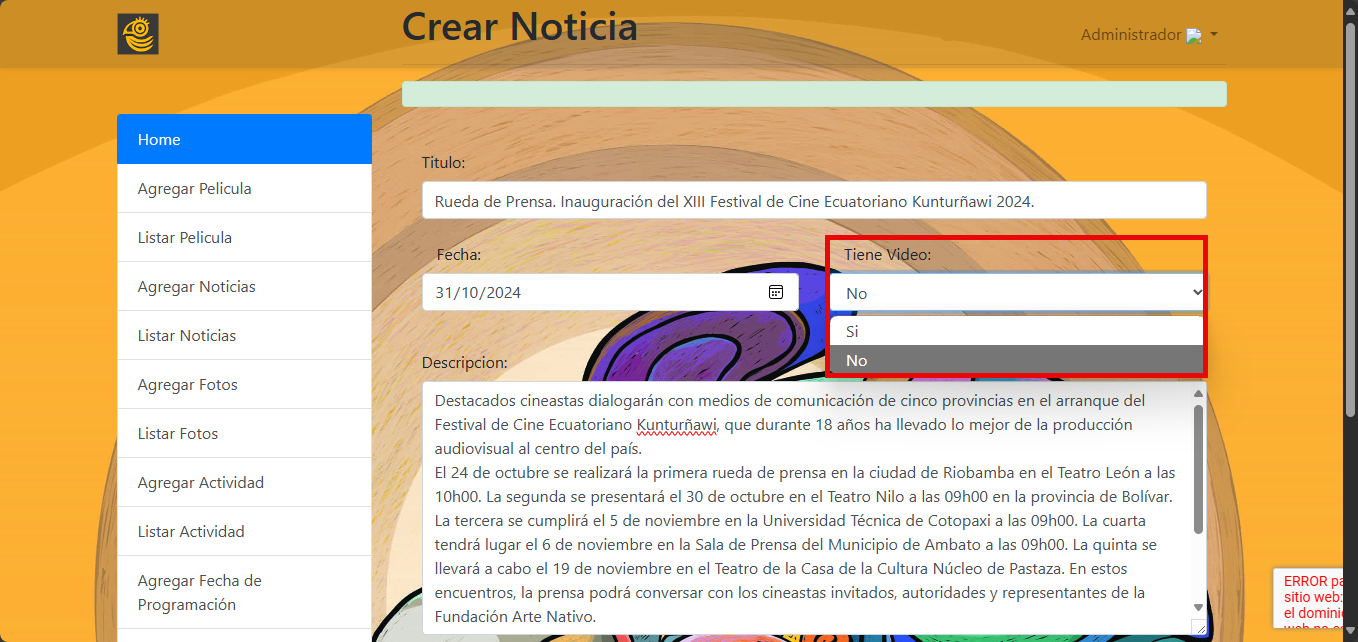 Crear Noticia
Administrador
Home
Agregar Pelicula
Listar Pelicula
Agregar Noticias
Listar Noticias
Agregar Fotos
Listar Fotos
Agregar Actividad
Listar Actividad
Agregar Fecha de
Programación
Titulo:
Rueda de Prensa. Inauguración del XIII Festival de Cine Ecuatoriano Kunturñawi 2024.
Fecha:
31/10/2024
Tiene Video:
No
Si
No
Descripcion:
Destacados cineastas dialogarán con medios de comunicación de cinco provincias en el arranque del
Festival de Cine Ecuatoriano Kunturñawi, que durante 18 años ha llevado lo mejor de la producción
audiovisual al centro del país.
El 24 de octubre se realizará la primera rueda de prensa en la ciudad de Riobamba en el Teatro León a las
10h00. La segunda se presentará el 30 de octubre en el Teatro Nilo a las 09h00 en la provincia de Bolívar.
La tercera se cumplirá el 5 de noviembre en la Universidad Técnica de Cotopaxi a las 09h00. La cuarta
tendrá lugar el 6 de noviembre en la Sala de Prensa del Municipio de Ambato a las 09h00. La quinta se
llevará a cabo el 19 de noviembre en el Teatro de la Casa de la Cultura Núcleo de Pastaza. En estos
encuentros, la prensa podrá conversar con los cineastas invitados, autoridades y representantes de la
Fundación Arte Nativo.
ERROR pa
sitio web:
el dominio